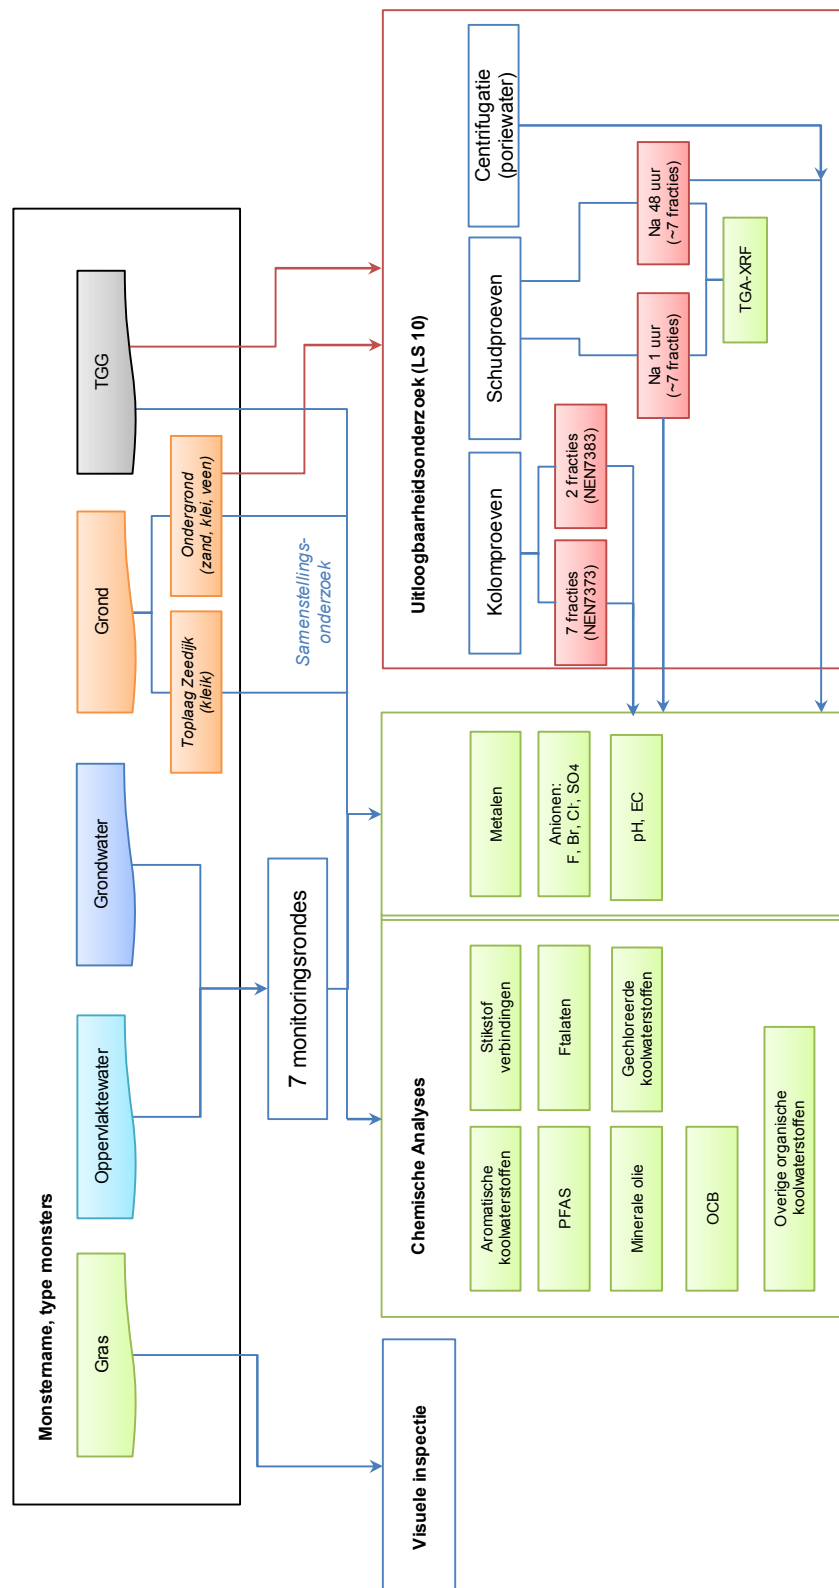 Monstername, type monsters
Gras
Oppervlaktewater
Grondwater
Grond
TGG
Toplaag Zeedijk
(kleik)
Ondergrond
(zand, klei, veen)
7 monitoringsrondes
Samenstellings-
onderzoek
Visuele inspectie
Chemische Analyses
Aromatische
koolwaterstoffen
Stikstof
verbindingen
PFAS
Ftalaten
Minerale olie
Gechloreerde
koolwaterstoffen
OCB
Overige organische
koolwaterstoffen
Metalen
Anionen:
F, Br, Cl-, SO4
pH, EC
Uitloogbaarheidsonderzoek (LS 10)
Kolomproeven
Schudproeven
Centrifugatie
(poriewater)
7 fracties
(NEN7373)
2 fracties
(NEN7383)
Na 1 uur
(~7 fracties)
Na 48 uur
(~7 fracties)
TGA-XRF